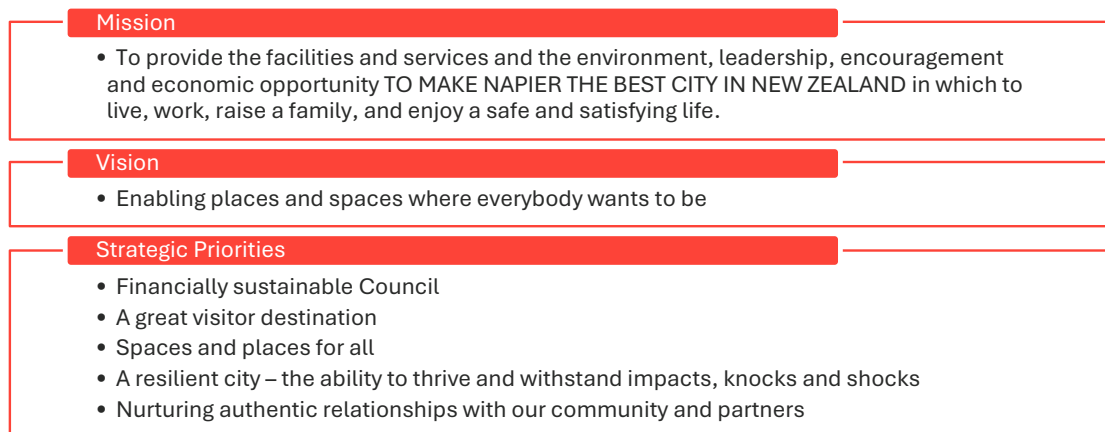 Mission
• To provide the facilities and services and the environment, leadership, encouragement
and economic opportunity TO MAKE NAPIER THE BEST CITY IN NEW ZEALAND in which to
live, work, raise a family, and enjoy a safe and satisfying life.
Vision
• Enabling places and spaces where everybody wants to be
Strategic Priorities
• Financially sustainable Council
• A great visitor destination
• Spaces and places for all
• A resilient city – the ability to thrive and withstand impacts, knocks and shocks
• Nurturing authentic relationships with our community and partners